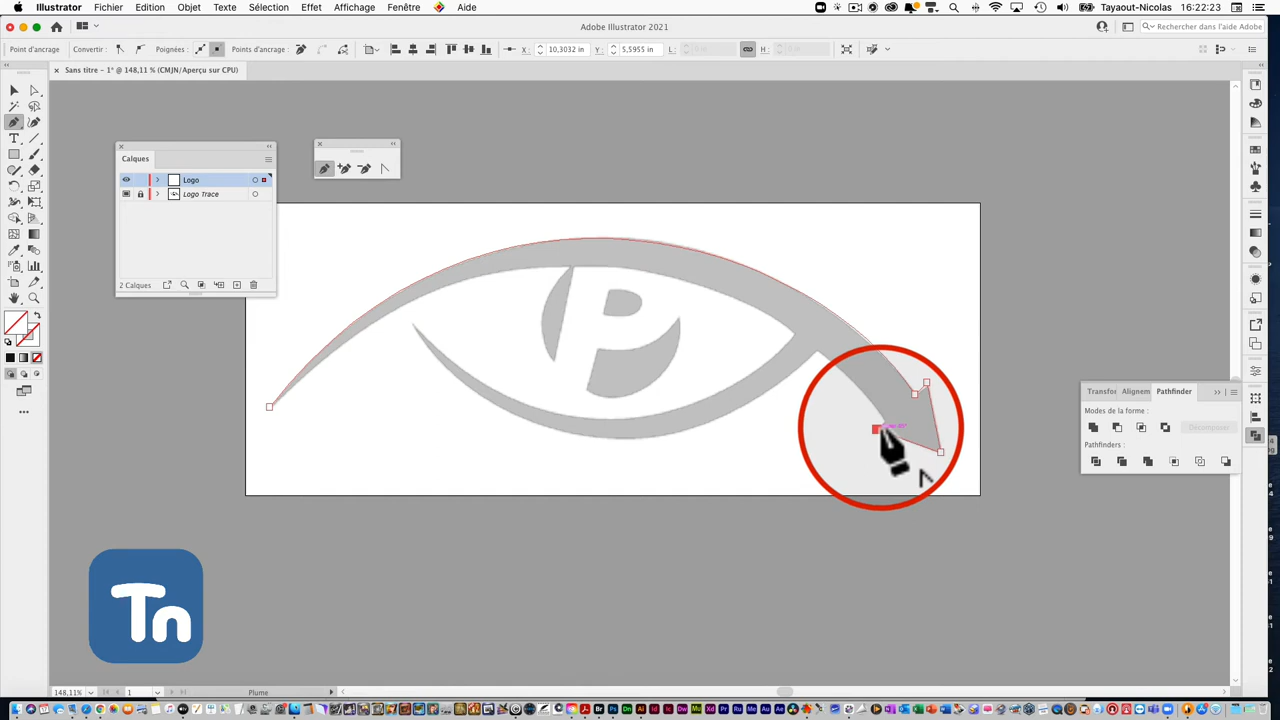 Illustrator Fichier Edition Objet Texte Sélection Effet Affichage Fenêtre Aide Tayaout-Nicolas 16:22:23
Adobe Illustrator 2021
Rechercher dans l'aide Adobe
Point d'ancrage Convertir : Poignées : Points d'ancrage : X: 10,3032 in Y: 5,5955 in L: H:
× Sans titre - 1* @ 148,11 % (CMJN/Aperçu sur CPU)
Calques
Logo
Logo Trace
2 Calques
P
Transfor Alignem Pathfinder
Modes de la forme :
Décomposer
Pathfinders :
Tn
148,11% 1 Plume